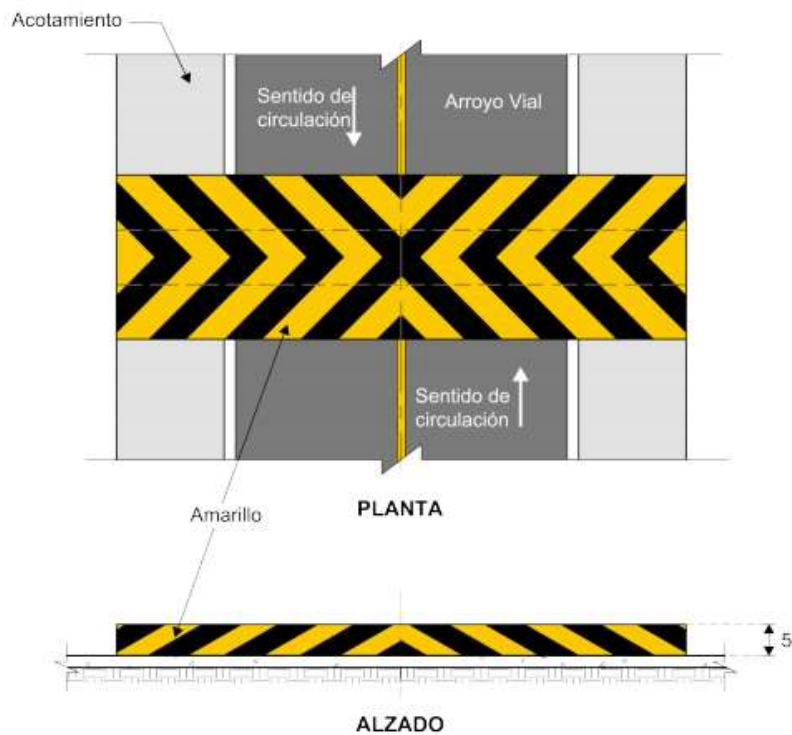 Acotamiento
Sentido de
circulación
Arroyo Vial
Sentido de
circulación
Amarillo
PLANTA
5
ALZADO